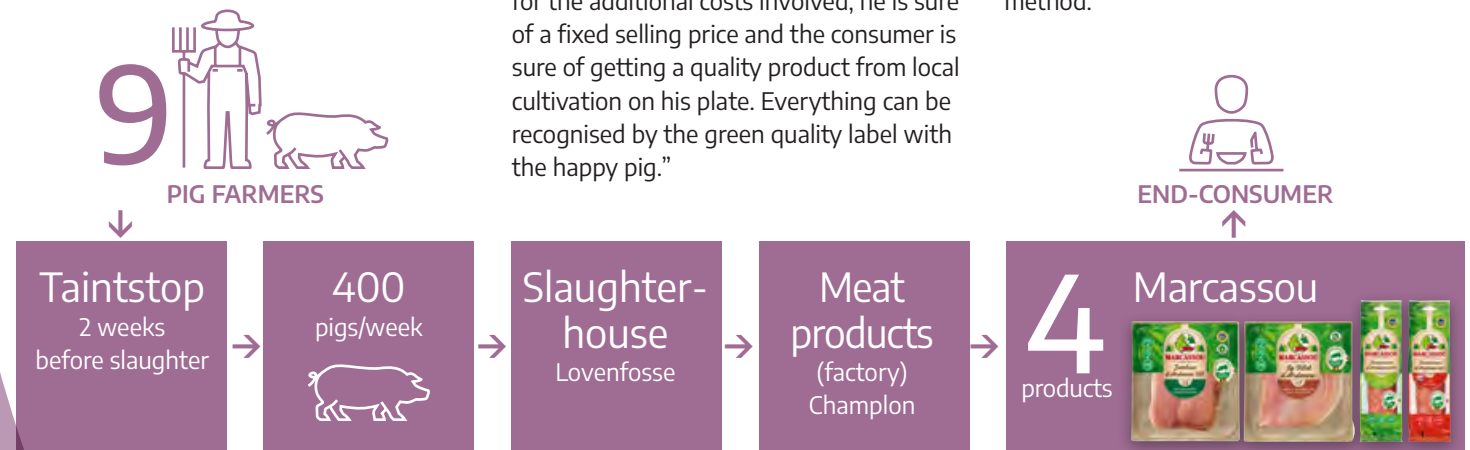 for the additional costs involved, he is sure
of a fixed selling price and the consumer is
sure of getting a quality product from local
cultivation on his plate. Everything can be
recognised by the green quality label with
the happy pig.”
method.
9
PIG FARMERS
END-CONSUMER
Taintstop
2 weeks
before slaughter
400
pigs/week
Slaughter-
house
Lovenfosse
Meat
products
(factory)
Champlon
4
products
Marcassou
MARCASSOU
MARCASSOU